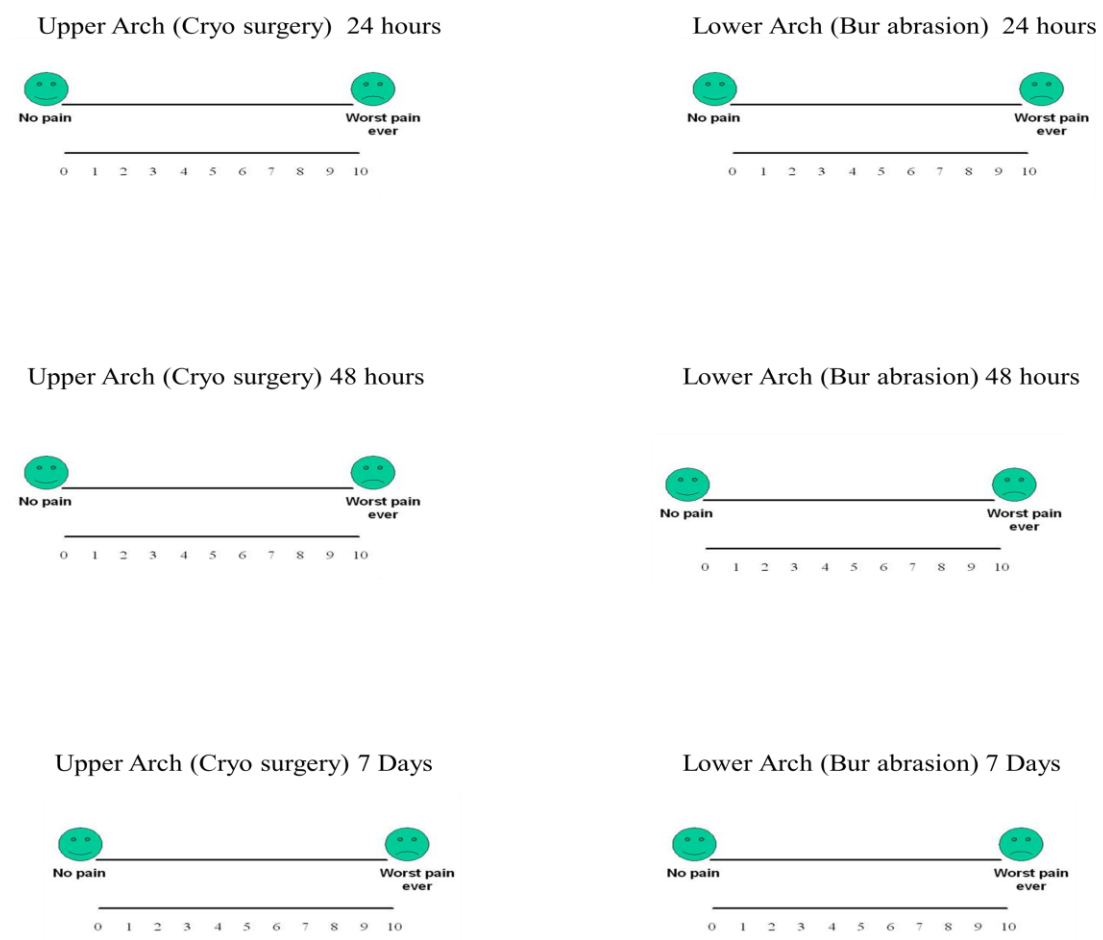 Upper Arch (Cryo surgery) 24 hours
No pain
Worst pain
ever
0 1 2 3 4 5 6 7 8 9 10
Lower Arch (Bur abrasion) 24 hours
No pain
Worst pain
ever
0 1 2 3 4 5 6 7 8 9 10
Upper Arch (Cryo surgery) 48 hours
No pain
Worst pain
ever
0 1 2 3 4 5 6 7 8 9 10
Lower Arch (Bur abrasion) 48 hours
No pain
Worst pain
ever
0 1 2 3 4 5 6 7 8 9 10
Upper Arch (Cryo surgery) 7 Days
No pain
Worst pain
ever
0 1 2 3 4 5 6 7 8 9 10
Lower Arch (Bur abrasion) 7 Days
No pain
Worst pain
ever
0 1 2 3 4 5 6 7 8 9 10